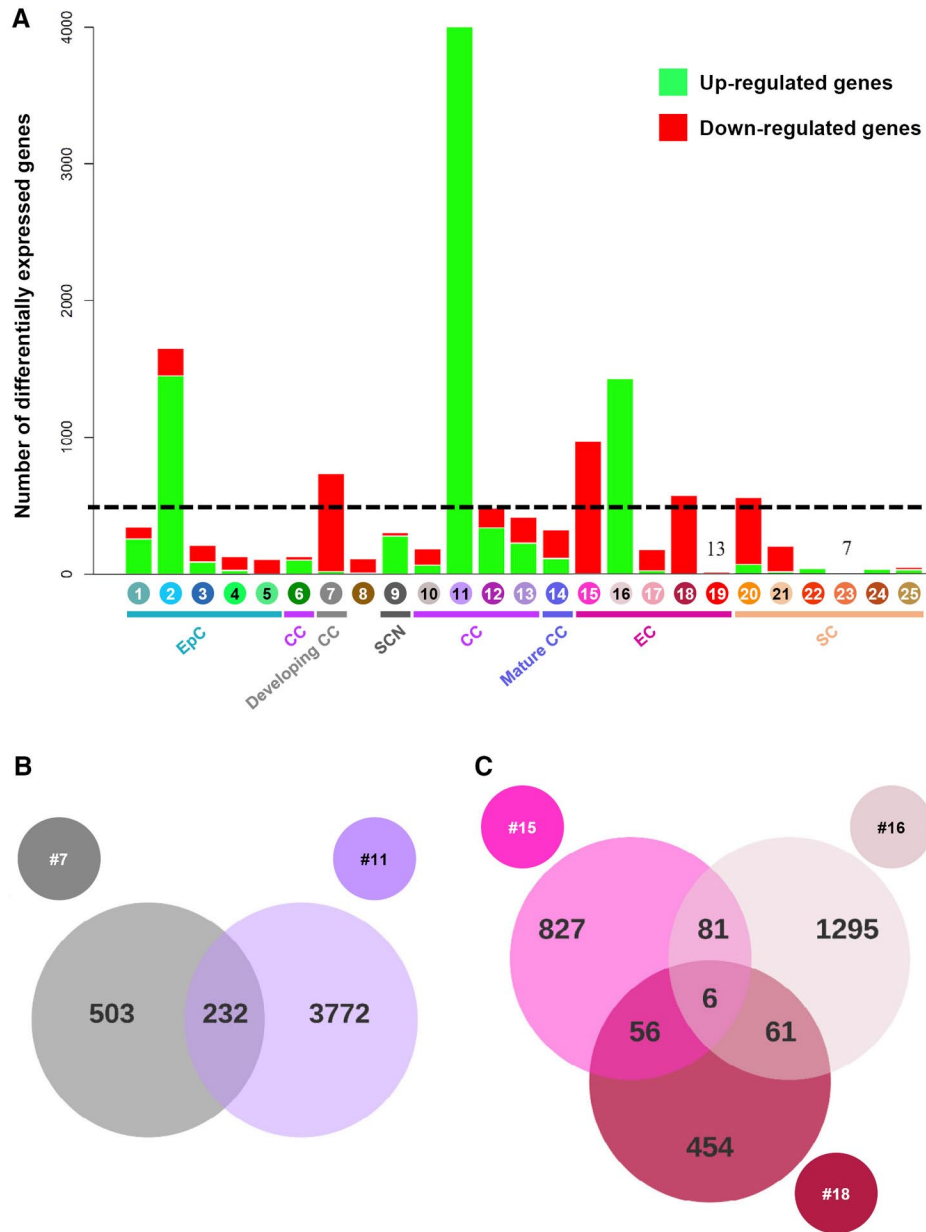 A
Number of differentially expressed genes
4000
3000
2000
1000
0
Up-regulated genes
Down-regulated genes
13
7
1 2 3 4 5 6 7 8 9 10 11 12 13 14 15 16 17 18 19 20 21 22 23 24 25
EpC
CC
Developing CC
SCN
CC
Mature CC
EC
SC
B
#7
#11
503 232 3772
C
#15
#16
827 81 1295
6
56 61
454
#18